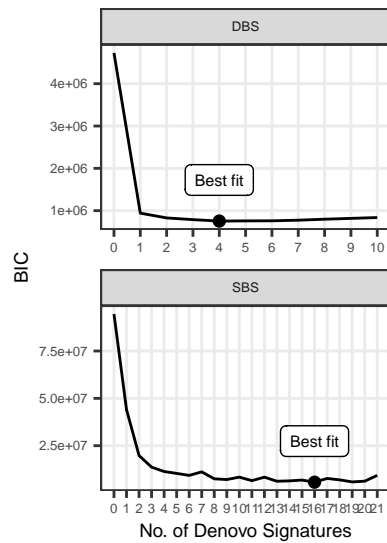 DBS
4e+06
3e+06
2e+06
1e+06
Best fit
0 1 2 3 4 5 6 7 8 9 10
BIC
SBS
7.5e+07
5.0e+07
2.5e+07
Best fit
0 1 2 3 4 5 6 7 8 9 10 11 12 13 14 15 16 17 18 19 20 21
No. of Denovo Signatures